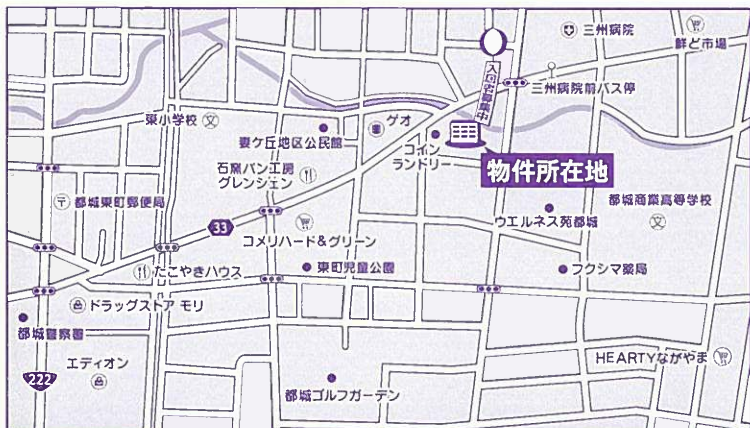 三州病院
鮮ど市場
入居者募集中
三州病院前バス停
東小学校
ゲオ
妻ケ丘地区公民館
コイン
ランドリー
石窯パン工房
グレンシェン
物件所在地
都城東町郵便局
都城商業高等学校
ウエルネス苑都城
33
コメリハード&グリーン
たこやきハウス
東町児童公園
フクシマ薬局
ドラッグストア モリ
都城警察署
エディオン
HEARTYながやま
222
都城ゴルフガーデン